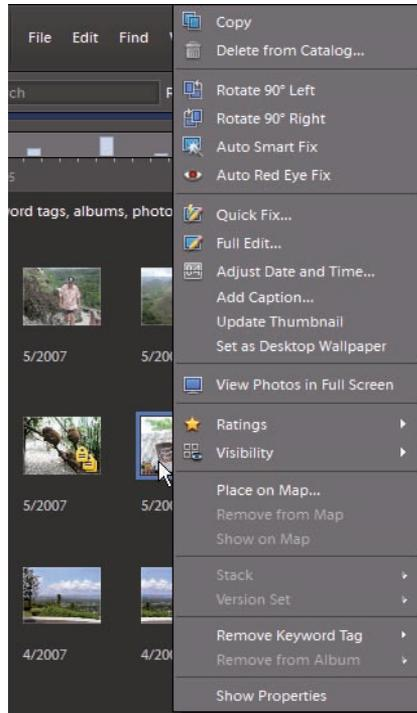 Copy
File Edit Find
Delete from Catalog...
ch
Rotate 90° Left
Rotate 90° Right
Auto Smart Fix
Auto Red Eye Fix
word tags, albums, photo
Quick Fix...
Full Edit...
Adjust Date and Time...
Add Caption...
Update Thumbnail
Set as Desktop Wallpaper
5/2007 5/200
View Photos in Full Screen
Ratings
Visibility
Place on Map...
5/2007 5/200
Remove from Map
Show on Map
Stack
Version Set
Remove Keyword Tag
4/2007 4/200
Remove from Album
Show Properties